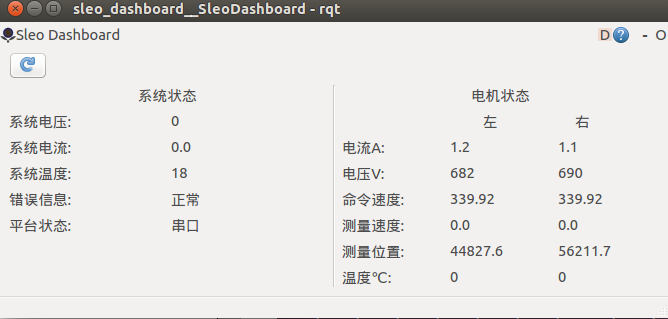 sleo_dashboard__SleoDashboard - rqt
Sleo Dashboard D ? - O
系统状态
系统电压: 0
系统电流: 0.0
系统温度: 18
错误信息: 正常
平台状态: 串口
电机状态
左 右
电流A: 1.2 1.1
电压V: 682 690
命令速度: 339.92 339.92
测量速度: 0.0 0.0
测量位置: 44827.6 56211.7
温度℃: 0 0